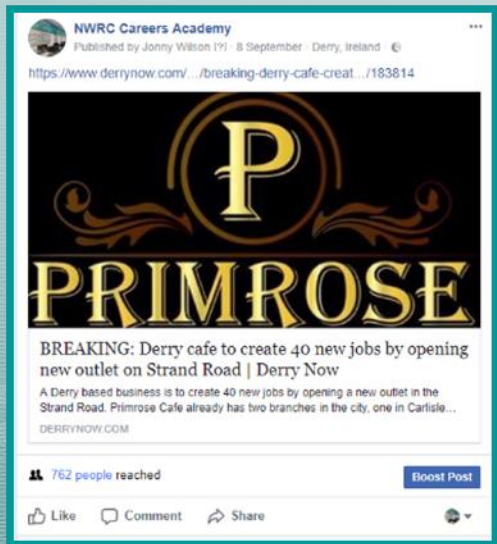 NWRC Careers Academy
Published by Jonny Wilson [?] · 8 September · Derry, Ireland ·
https://www.derrynow.com/.../breaking-derry-cafe-creat.../183814
P
PRIMROSE
BREAKING: Derry cafe to create 40 new jobs by opening
new outlet on Strand Road | Derry Now
A Derry based business is to create 40 new jobs by opening a new outlet in the
Strand Road. Primrose Cafe already has two branches in the city, one in Carlisle...
DERRYNOW.COM
762 people reached
Boost Post
Like Comment Share